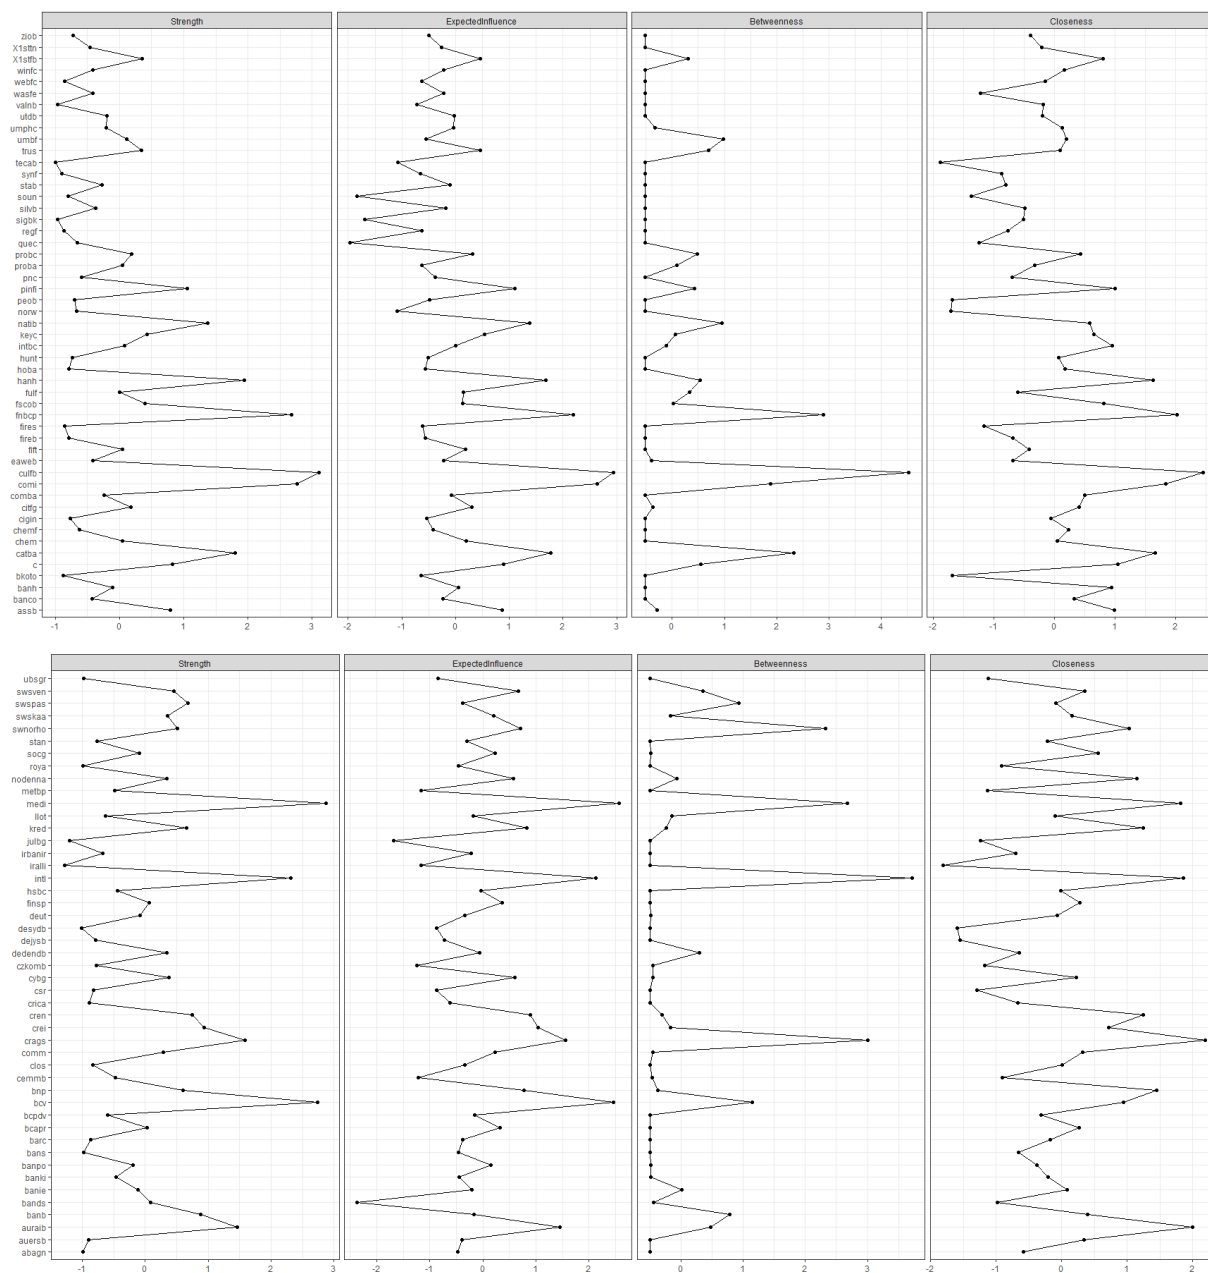 Strength ExpectedInfluence Betweenness Closeness
ziob
X1sttn
X1stfb
winfc
webfc
wasfe
valnb
utdb
umphc
umbf
trus
tecab
synf
stab
soun
silvb
sigbk
regf
quec
probc
proba
pnc
pinfi
peob
norw
natib
keyc
intbc
hunt
hoba
hanh
fulf
fscob
fnbcp
fires
fireb
fift
eaweb
culfb
comi
comba
citfg
cigin
chemf
chem
catba
c
bkoto
banh
banco
assb
-1 0 1 2 3 -2 -1 0 1 2 3 0 1 2 3 4 -2 -1 0 1 2
Strength ExpectedInfluence Betweenness Closeness
ubsgr
swsven
swspas
swskaa
swnorho
stan
socg
roya
nodenna
metbp
medi
llot
kred
julbg
irbanir
iralli
intl
hsbc
finsp
deut
desydb
dejysb
dedendb
czkomb
cybg
csr
crica
cren
crei
crags
comm
clos
cemmb
bnp
bcv
bcpdv
bcapr
barc
bans
banpo
banki
banie
bands
banb
auraib
auersb
abagn
-1 0 1 2 3 -2 -1 0 1 2 0 1 2 3 -2 -1 0 1 2